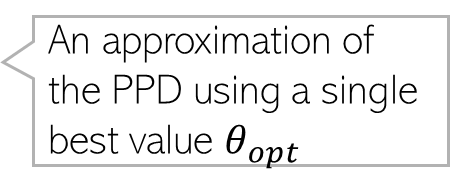 An approximation of
the PPD using a single
best value θ_opt